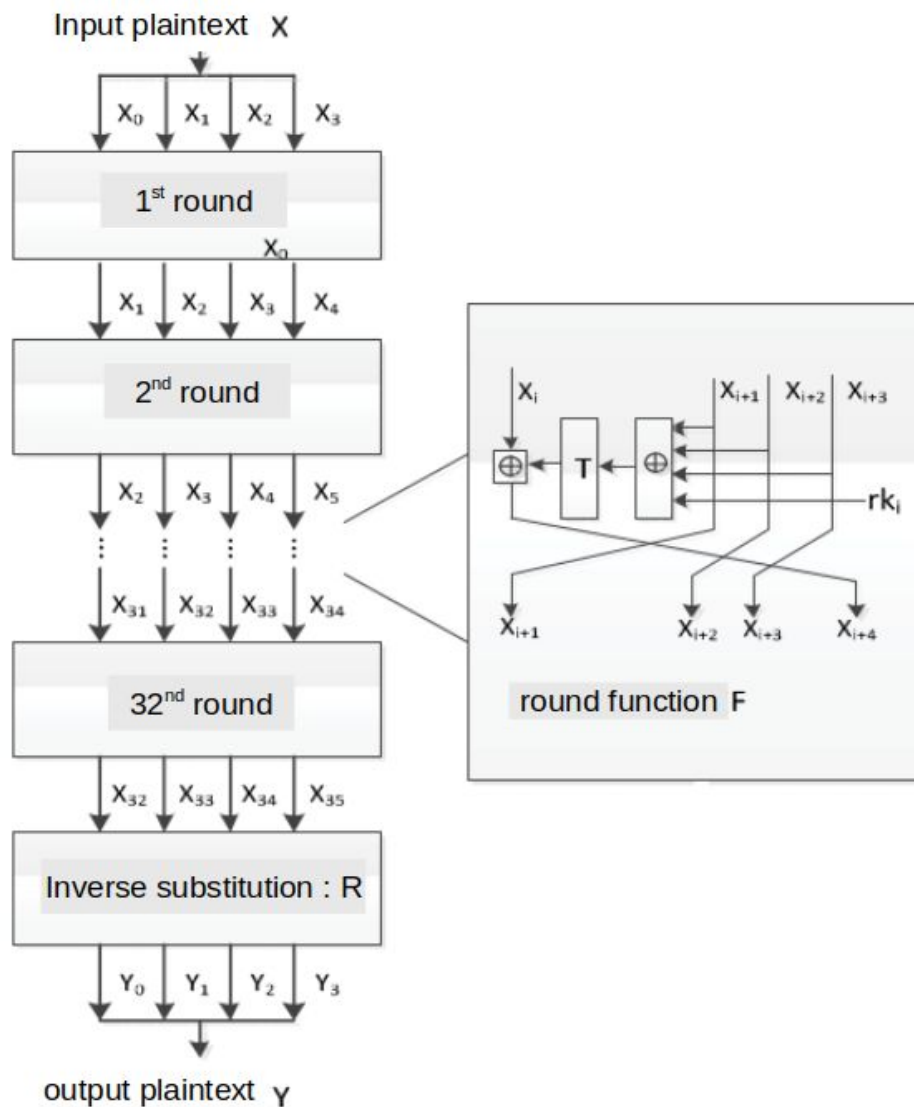 Input plaintext X
X₀ X₁ X₂ X₃
1ˢᵗ round
X₀
X₁ X₂ X₃ X₄
2ⁿᵈ round
X₂ X₃ X₄ X₅
⋮ ⋮ ⋮ ⋮
X₃₁ X₃₂ X₃₃ X₃₄
32ⁿᵈ round
X₃₂ X₃₃ X₃₄ X₃₅
Inverse substitution : R
Y₀ Y₁ Y₂ Y₃
output plaintext Y
Xᵢ Xᵢ₊₁ Xᵢ₊₂ Xᵢ₊₃
⊕ T ⊕
rkᵢ
Xᵢ₊₁ Xᵢ₊₂ Xᵢ₊₃ Xᵢ₊₄
round function F